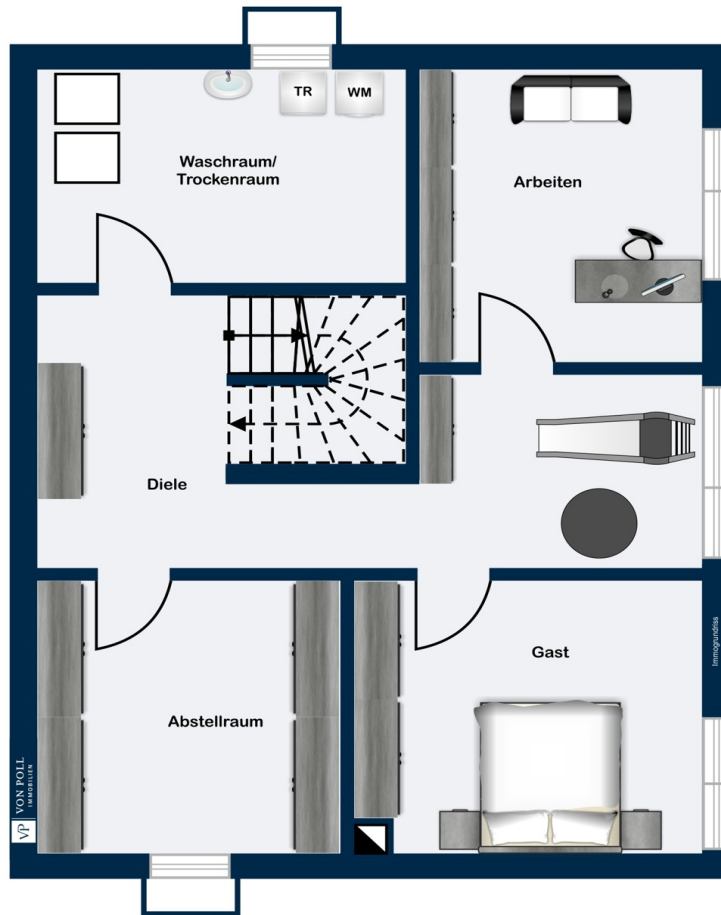 TR
WM
Waschraum/
Trockenraum
Arbeiten
Diele
Gast
Abstellraum
Immogrundriss
VP
VON POLL
IMMOBILIEN